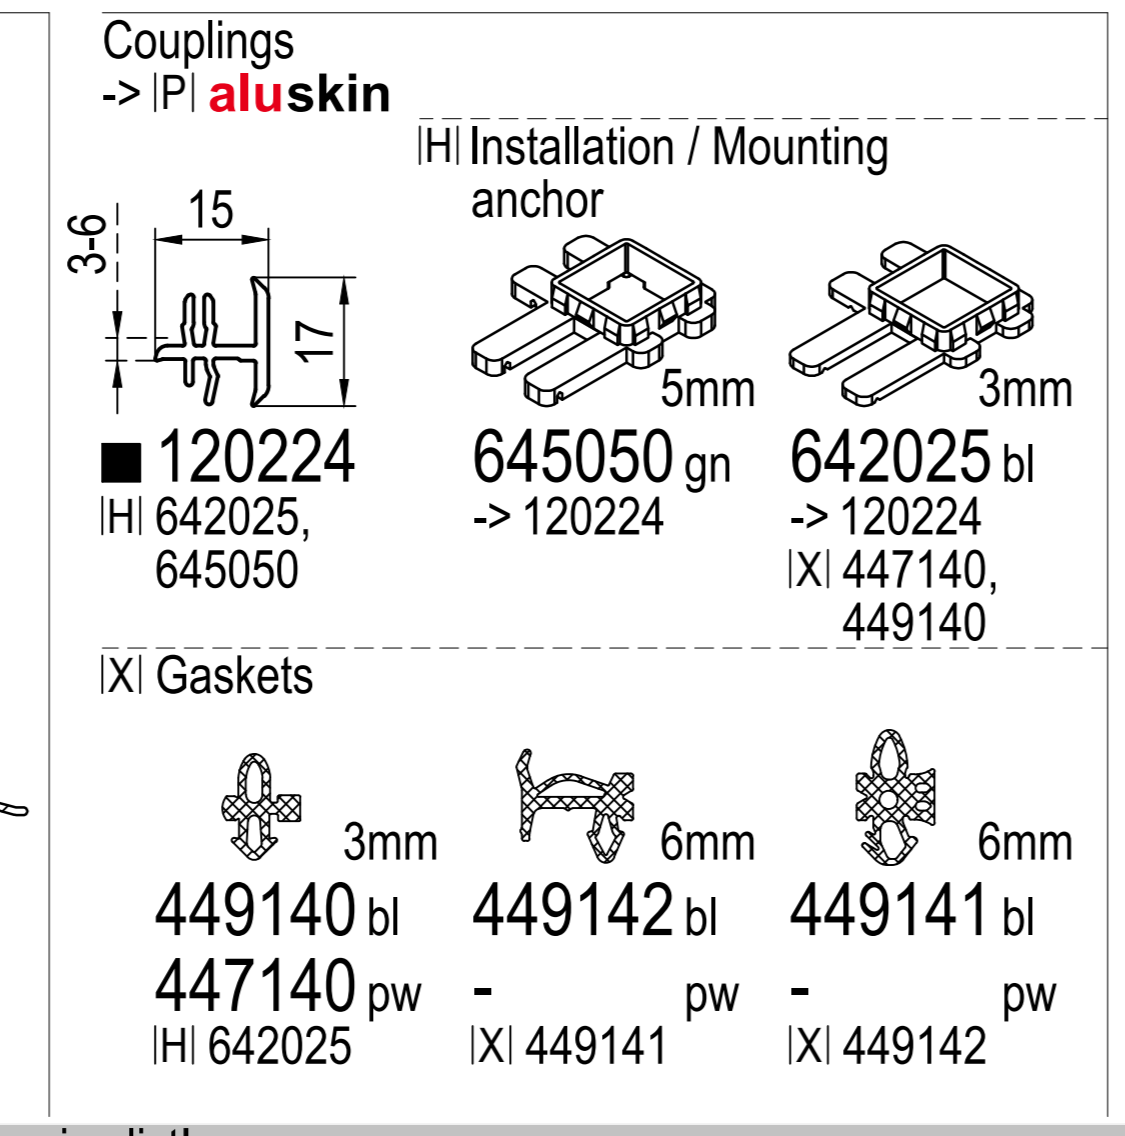 Couplings
-> |P| aluskin
|H| Installation / Mounting
anchor
15
3-6
17
5mm
3mm
■ 120224
|H| 642025,
645050
645050 gn
-> 120224
642025 bl
-> 120224
|X| 447140,
449140
|X| Gaskets
3mm
449140 bl
447140 pw
|H| 642025
6mm
449142 bl
- pw
|X| 449141
6mm
449141 bl
- pw
|X| 449142